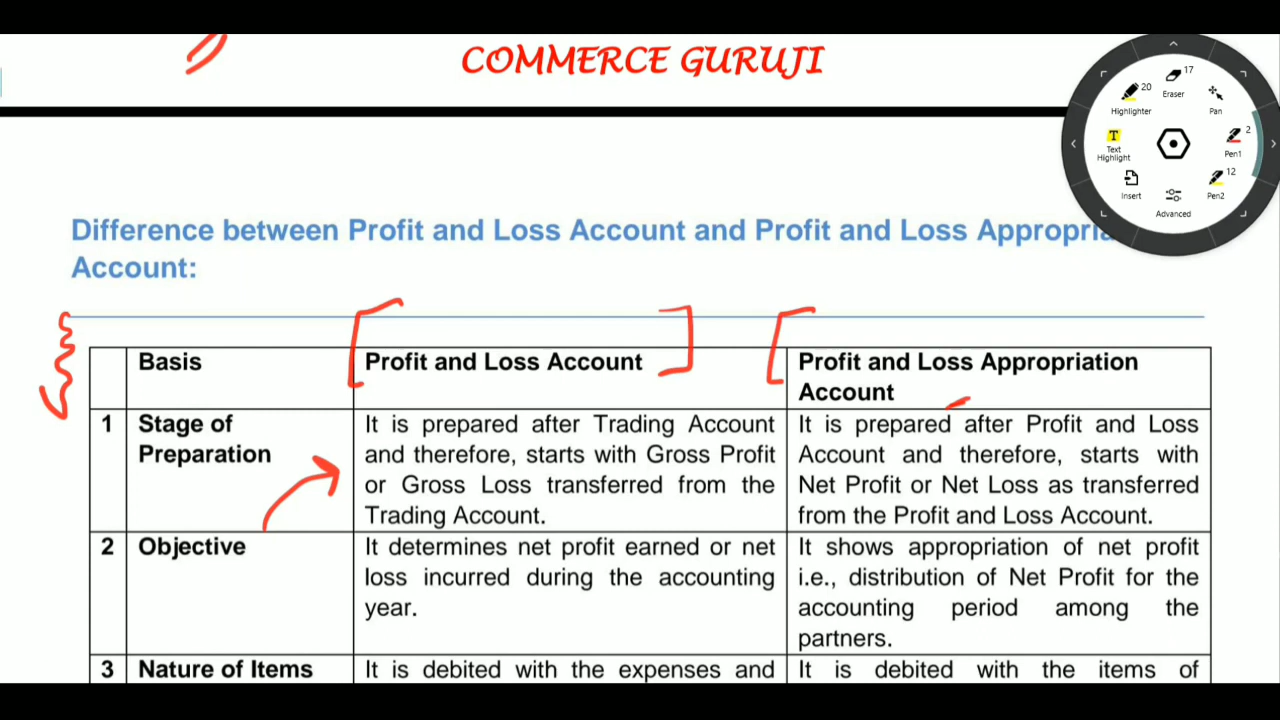 COMMERCE GURUJI
20
Highlighter
17
Eraser
Pan
T
Text
Highlight
2
Pen1
Insert
12
Pen2
Advanced
Difference between Profit and Loss Account and Profit and Loss Appropria
Account:
Basis
Profit and Loss Account
Profit and Loss Appropriation
Account
1
Stage of
Preparation
It is prepared after Trading Account
and therefore, starts with Gross Profit
or Gross Loss transferred from the
Trading Account.
It is prepared after Profit and Loss
Account and therefore, starts with
Net Profit or Net Loss as transferred
from the Profit and Loss Account.
2
Objective
It determines net profit earned or net
loss incurred during the accounting
year.
It shows appropriation of net profit
i.e., distribution of Net Profit for the
accounting period among the
partners.
3
Nature of Items
It is debited with the expenses and
It is debited with the items of